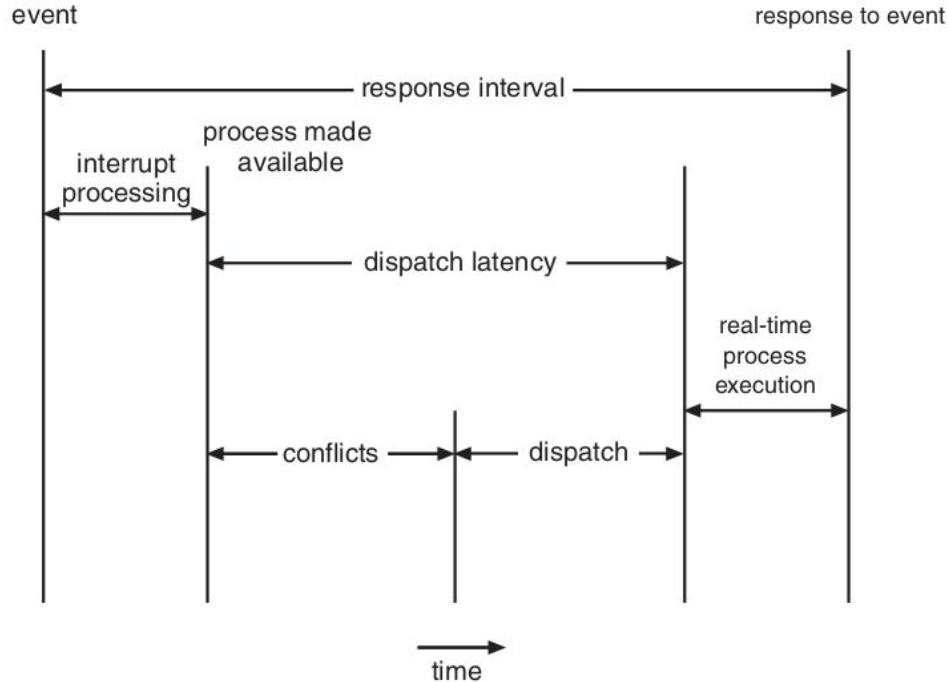 event
response to event
response interval
process made
available
interrupt
processing
dispatch latency
real-time
process
execution
conflicts
dispatch
time